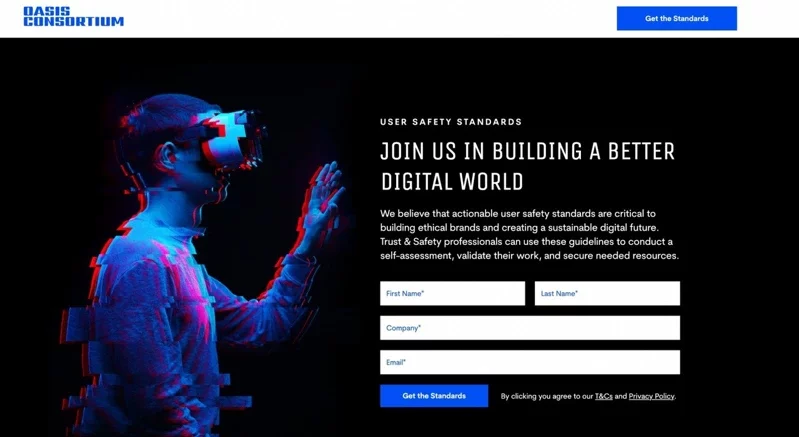 OASIS
CONSORTIUM
Get the Standards
USER SAFETY STANDARDS
JOIN US IN BUILDING A BETTER
DIGITAL WORLD
We believe that actionable user safety standards are critical to
building ethical brands and creating a sustainable digital future.
Trust & Safety professionals can use these guidelines to conduct a
self-assessment, validate their work, and secure needed resources.
First Name* Last Name*
Company*
Email*
Get the Standards By clicking you agree to our T&Cs and Privacy Policy.